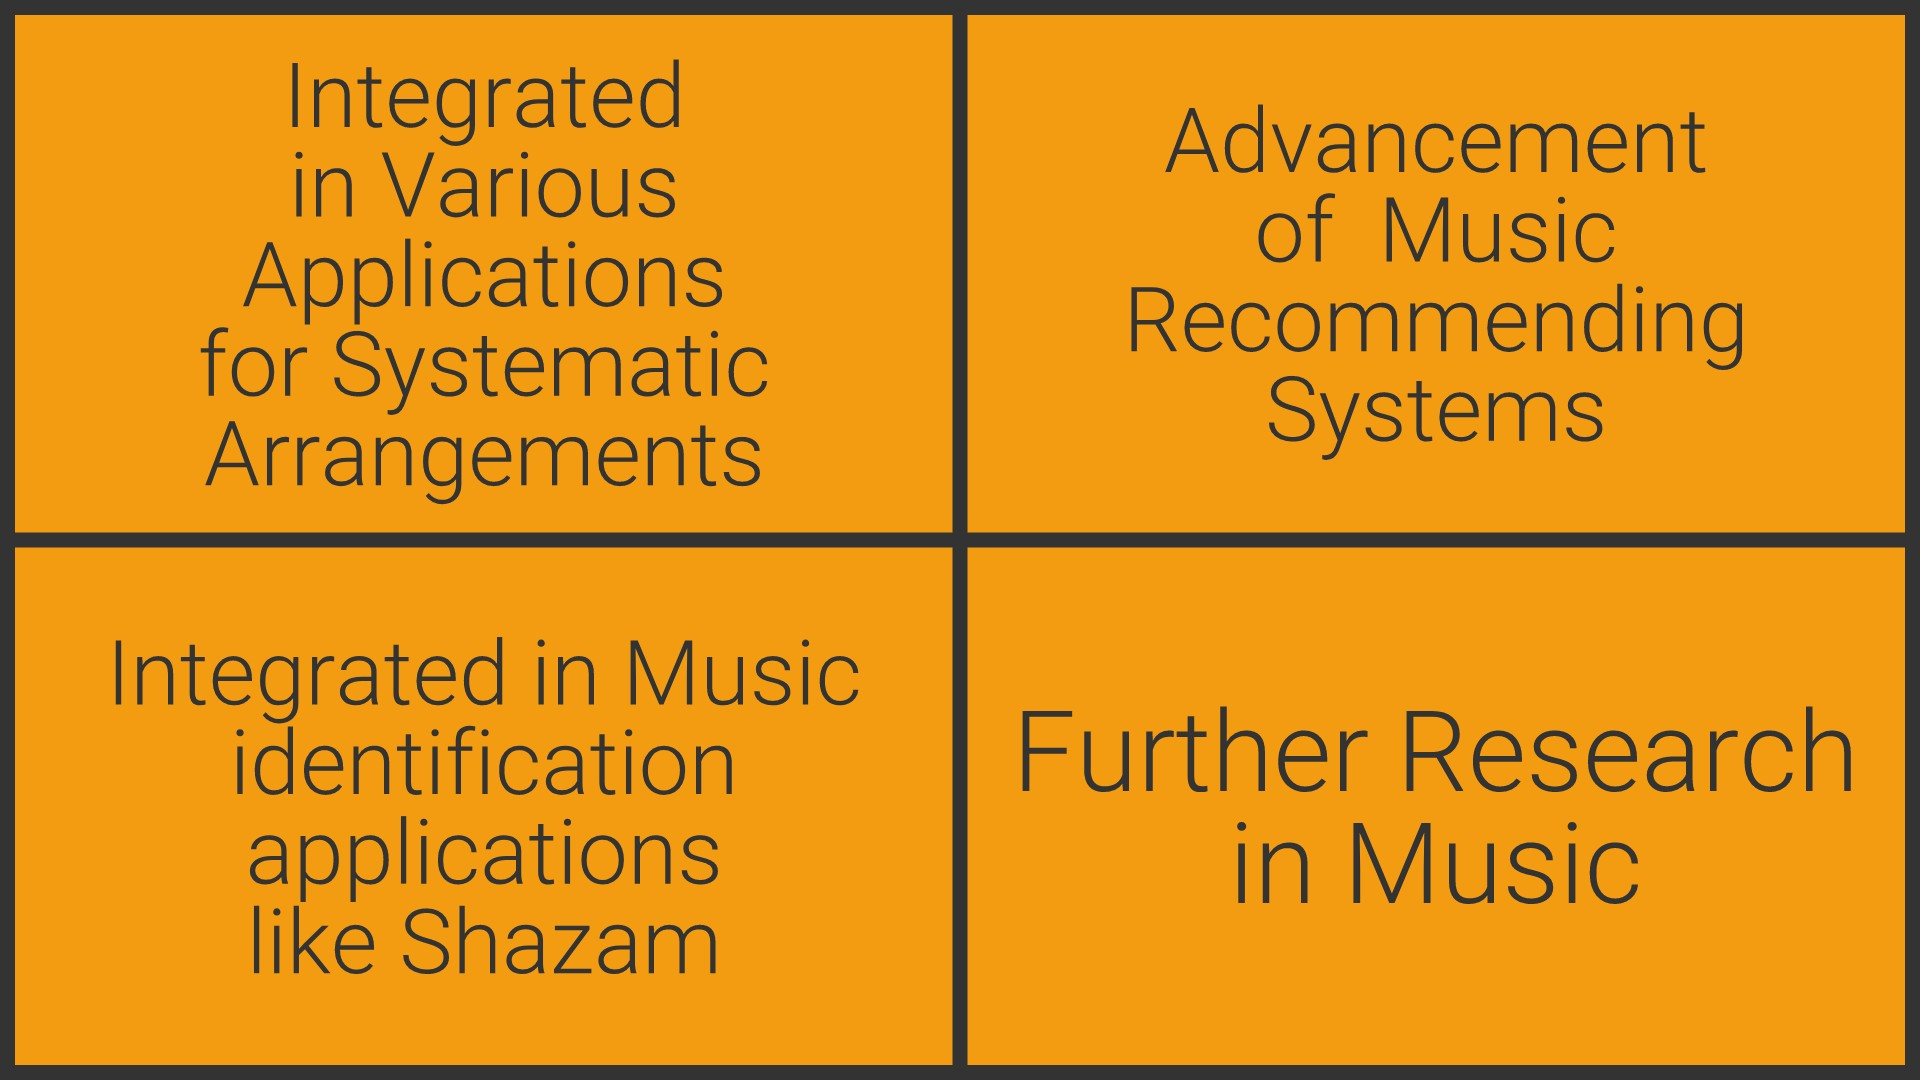 Integrated
in Various
Applications
for Systematic
Arrangements
Advancement
of  Music
Recommending
Systems
Integrated in Music
identification
applications
like Shazam
Further Research
in Music